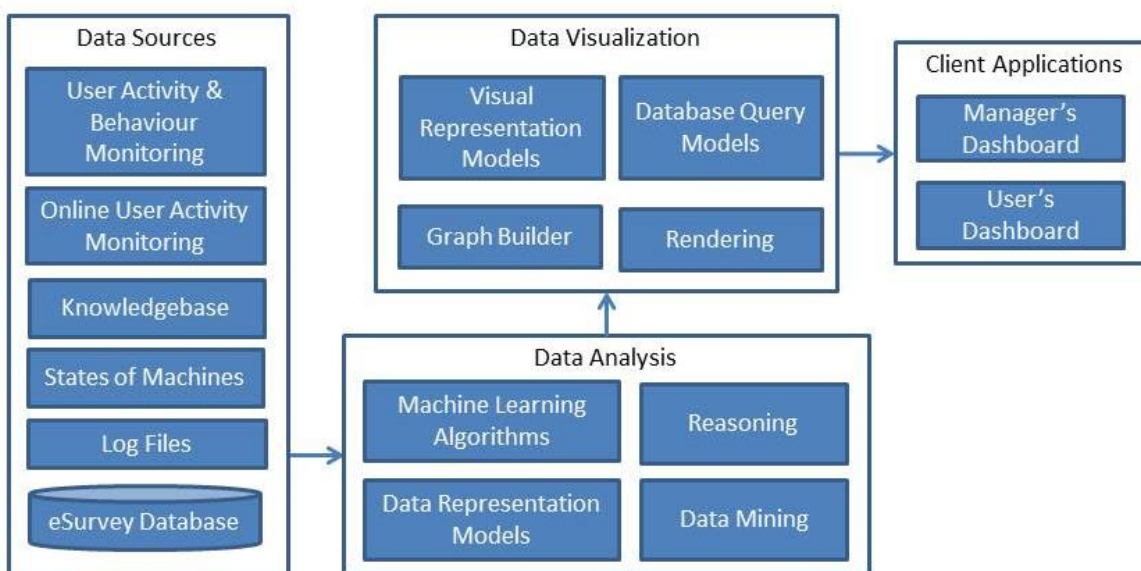 Data Sources
User Activity &
Behaviour
Monitoring
Online User Activity
Monitoring
Knowledgebase
States of Machines
Log Files
eSurvey Database
Data Visualization
Visual
Representation
Models
Database Query
Models
Graph Builder
Rendering
Data Analysis
Machine Learning
Algorithms
Reasoning
Data Representation
Models
Data Mining
Client Applications
Manager’s
Dashboard
User’s
Dashboard